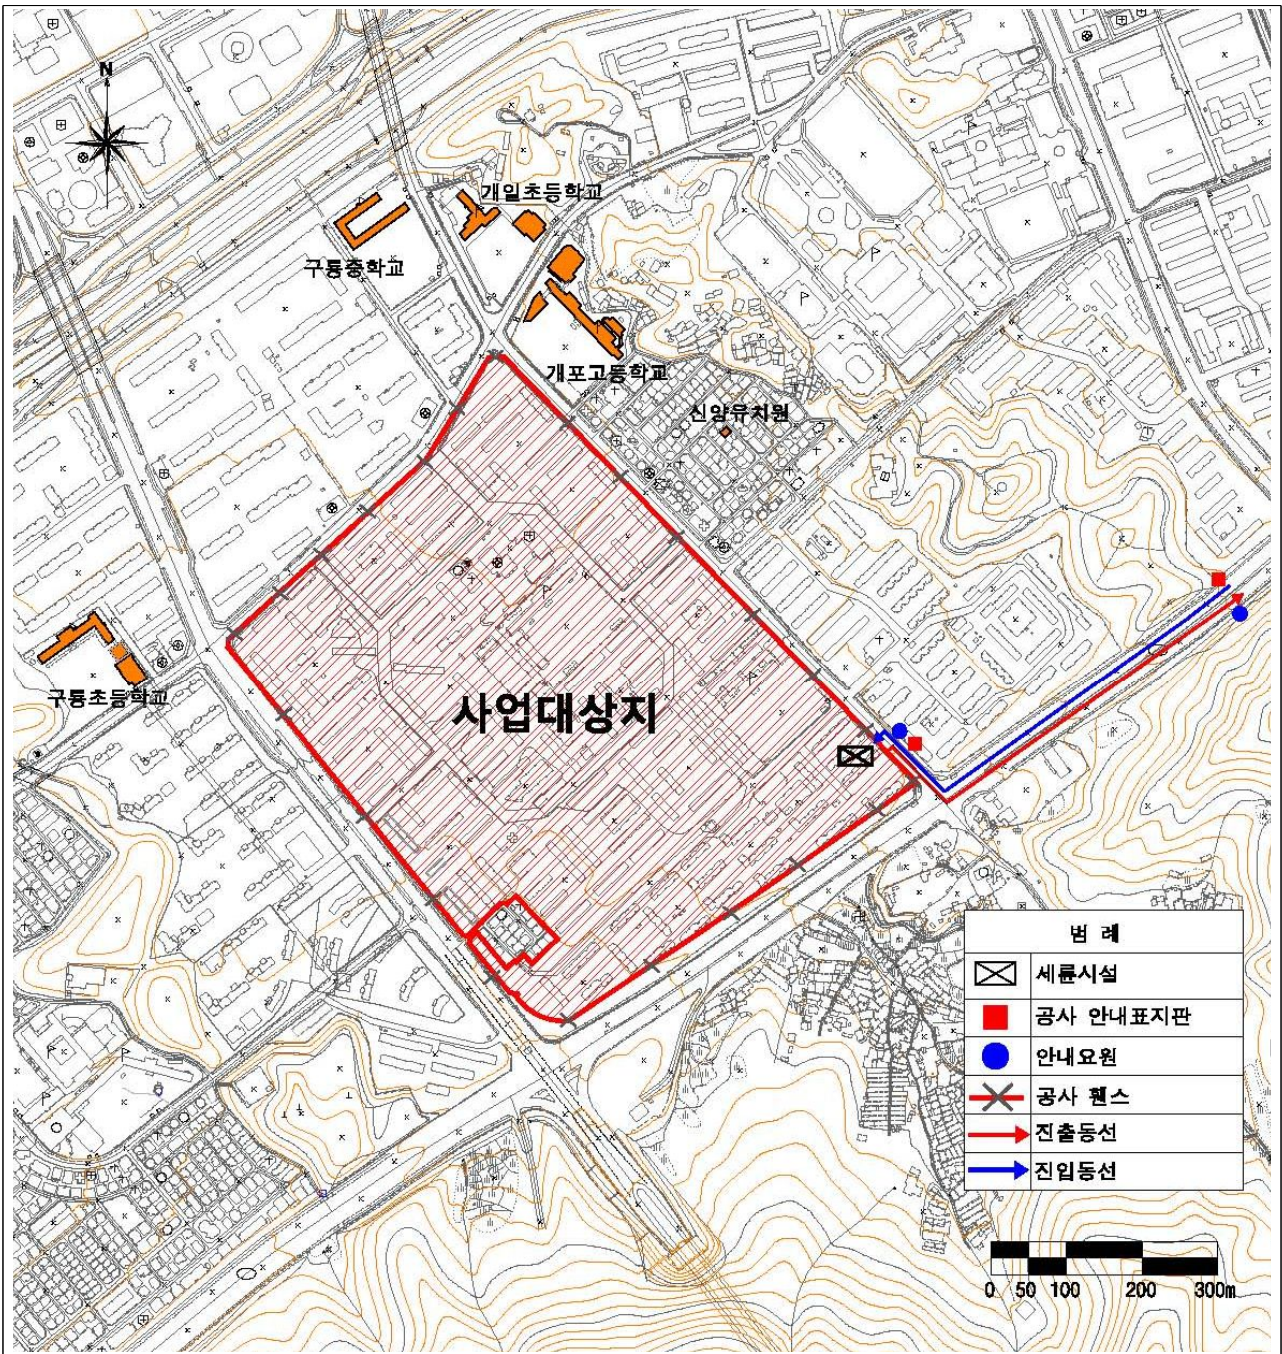 N
개일초등학교
구룡중학교
개포고등학교
신양유치원
구룡초등학교
사업대상지
범 례
세륜시설
공사 안내표지판
안내요원
공사 휀스
진출동선
진입동선
0 50 100 200 300m